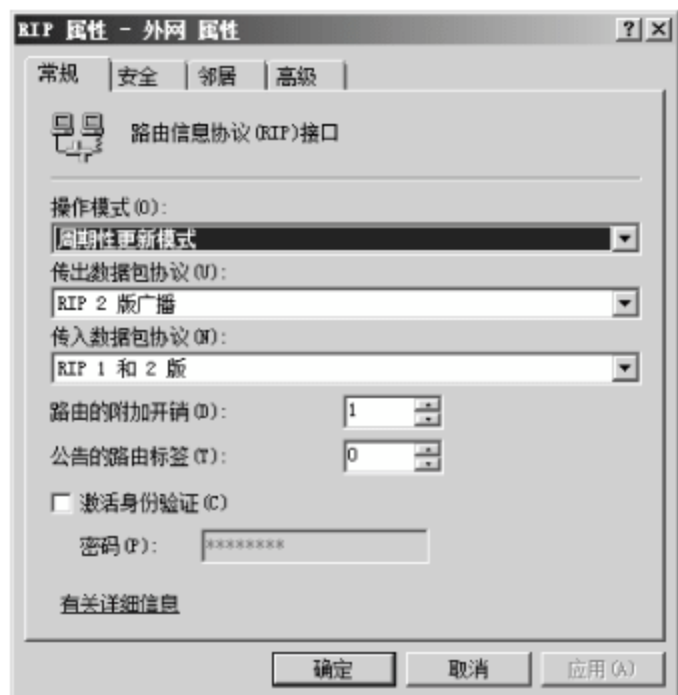 RIP 属性 - 外网 属性
常规 安全 邻居 高级
路由信息协议(RIP)接口
操作模式(O):
周期性更新模式
传出数据包协议(U):
RIP 2 版广播
传入数据包协议(N):
RIP 1 和 2 版
路由的附加开销(D): 1
公告的路由标签(T): 0
激活身份验证(C)
密码(P): ********
有关详细信息
确定 取消 应用(A)